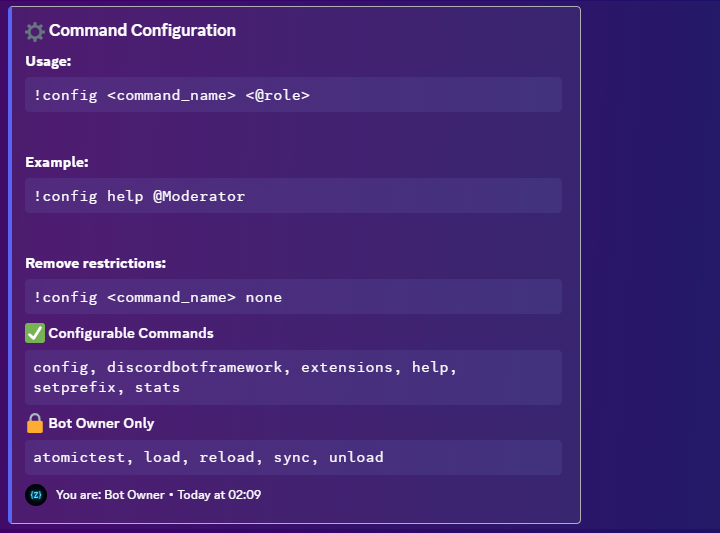 Command Configuration
Usage:
!config <command_name> <@role>
Example:
!config help @Moderator
Remove restrictions:
!config <command_name> none
Configurable Commands
config, discordbotframework, extensions, help,
setprefix, stats
Bot Owner Only
atomictest, load, reload, sync, unload
{Z} You are: Bot Owner • Today at 02:09